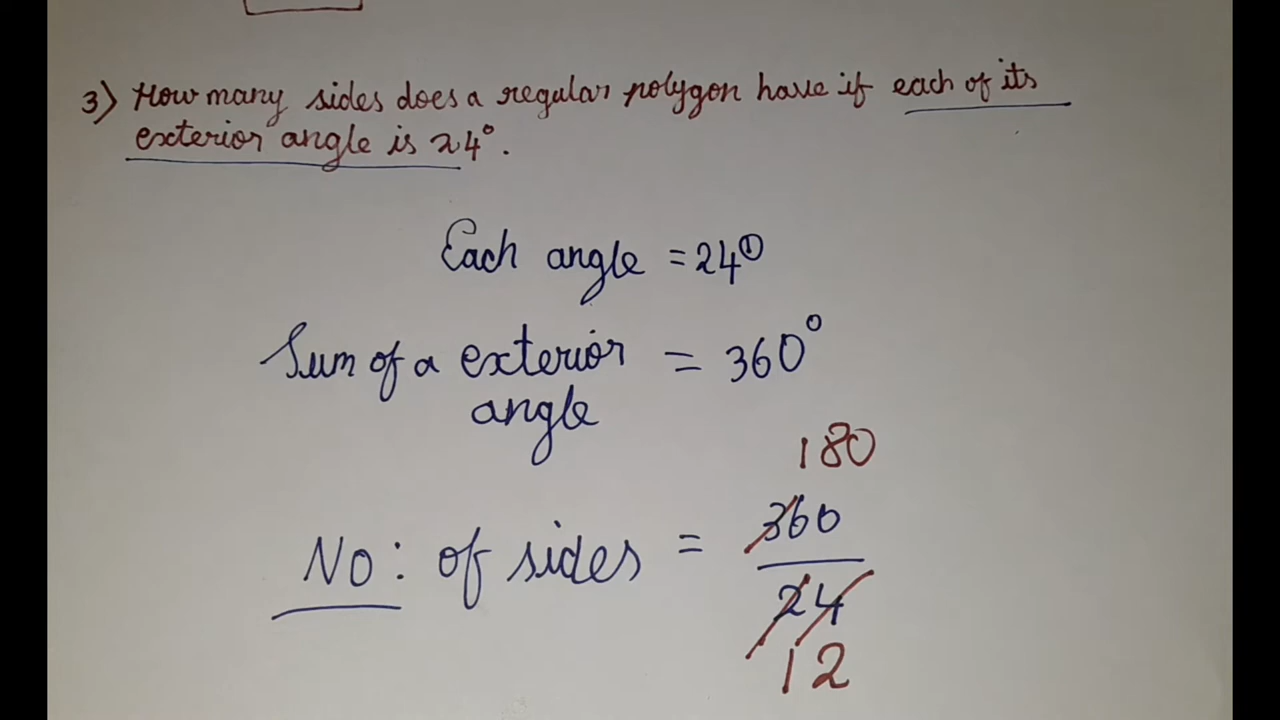 3) How many sides does a regular polygon have if each of its
exterior angle is 24°.
Each angle = 24°
Sum of a exterior = 360°
angle
180
No: of sides = 360
24
12